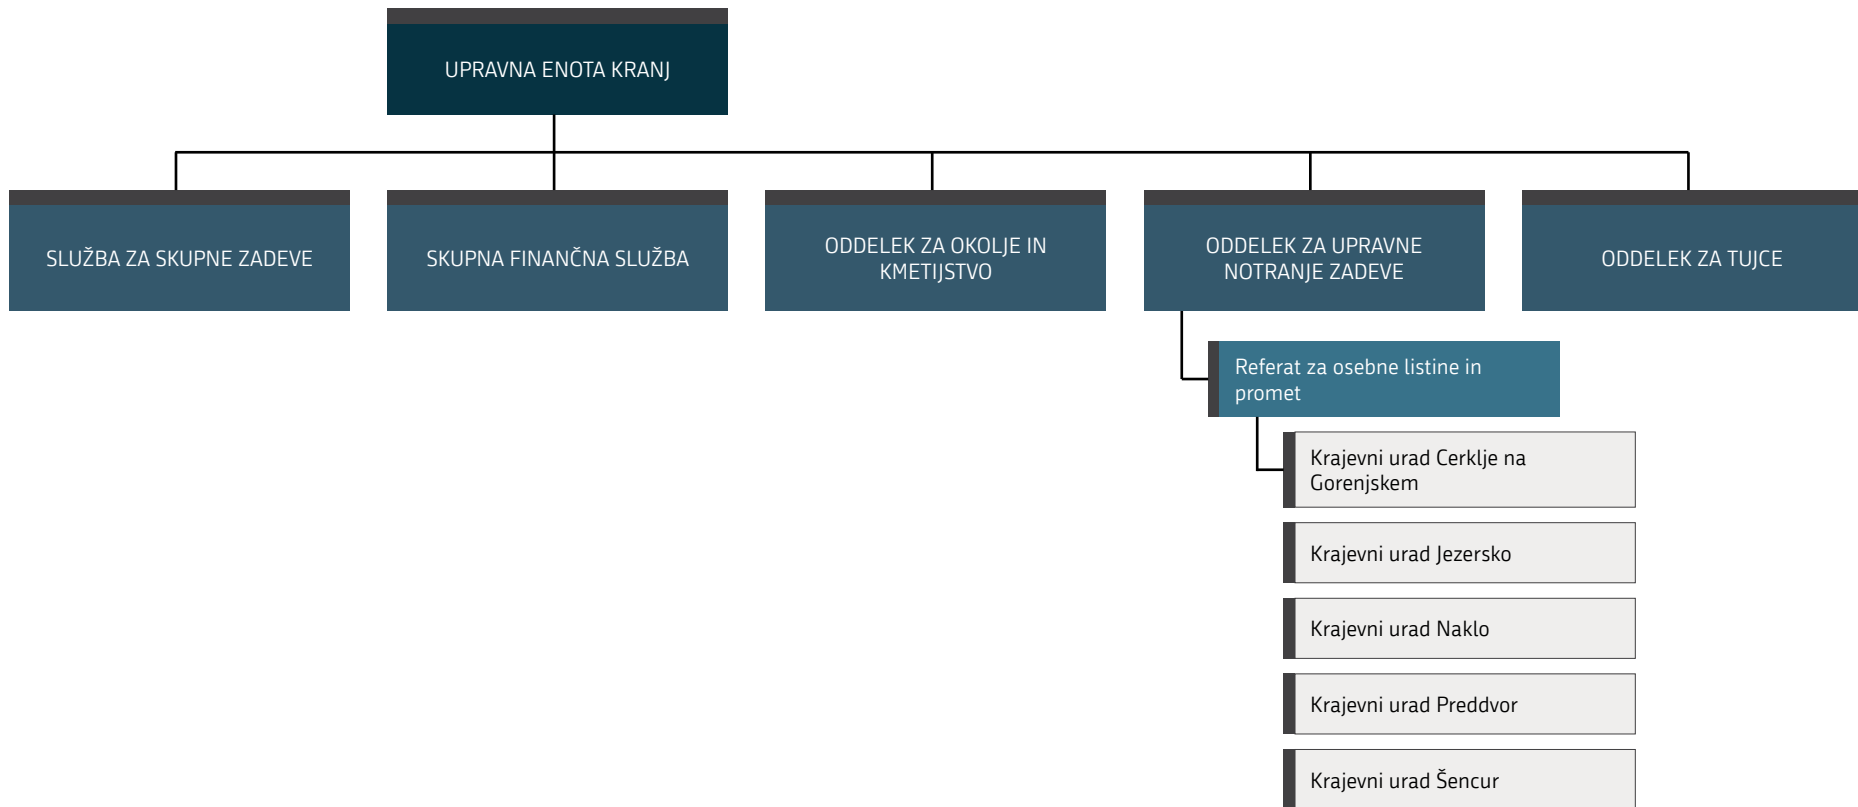 UPRAVNA ENOTA KRANJ
SLUŽBA ZA SKUPNE ZADEVE
SKUPNA FINANČNA SLUŽBA
ODDELEK ZA OKOLJE IN
KMETIJSTVO
ODDELEK ZA UPRAVNE
NOTRANJE ZADEVE
ODDELEK ZA TUJCE
Referat za osebne listine in
promet
Krajevni urad Cerklje na
Gorenjskem
Krajevni urad Jezersko
Krajevni urad Naklo
Krajevni urad Preddvor
Krajevni urad Šencur